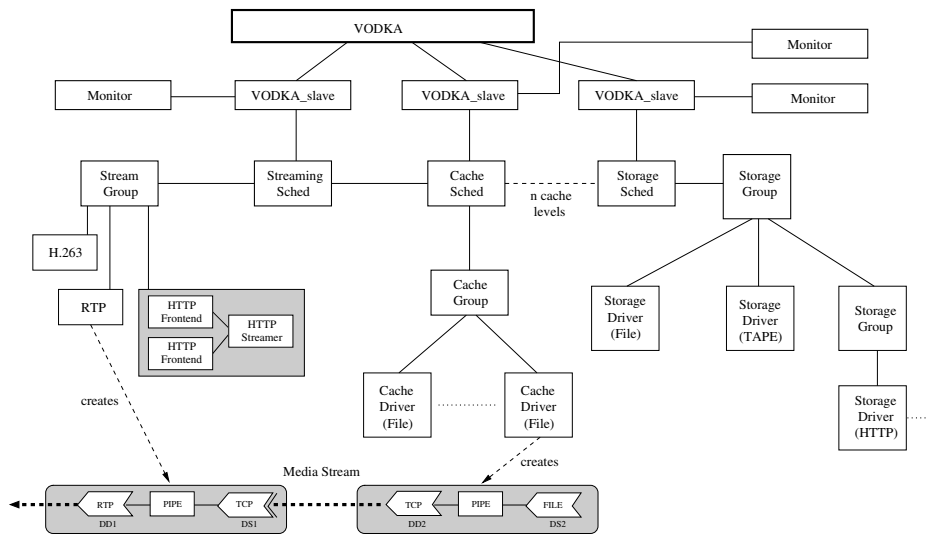 VODKA
Monitor
Monitor
VODKA_slave
VODKA_slave
VODKA_slave
Monitor
Stream
Group
Streaming
Sched
Cache
Sched
n cache
levels
Storage
Sched
Storage
Group
H.263
RTP
HTTP
Frontend
HTTP
Frontend
HTTP
Streamer
Cache
Group
Storage
Driver
(File)
Storage
Driver
(TAPE)
Storage
Group
Cache
Driver
(File)
Cache
Driver
(File)
Storage
Driver
(HTTP)
creates
creates
Media Stream
RTP
PIPE
TCP
DD1
DS1
TCP
PIPE
FILE
DD2
DS2